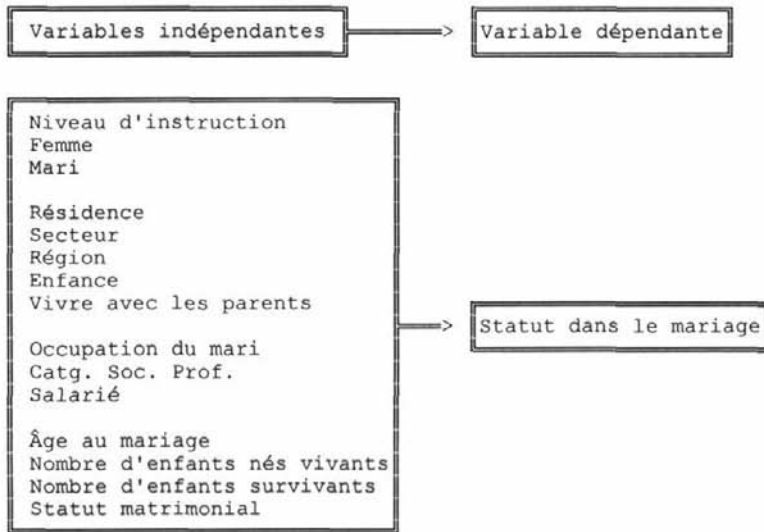 Variables indépendantes
Variable dépendante
Niveau d'instruction
Femme
Mari
Résidence
Secteur
Région
Enfance
Vivre avec les parents
Occupation du mari
Catg. Soc. Prof.
Salarié
Âge au mariage
Nombre d'enfants nés vivants
Nombre d'enfants survivants
Statut matrimonial
Statut dans le mariage